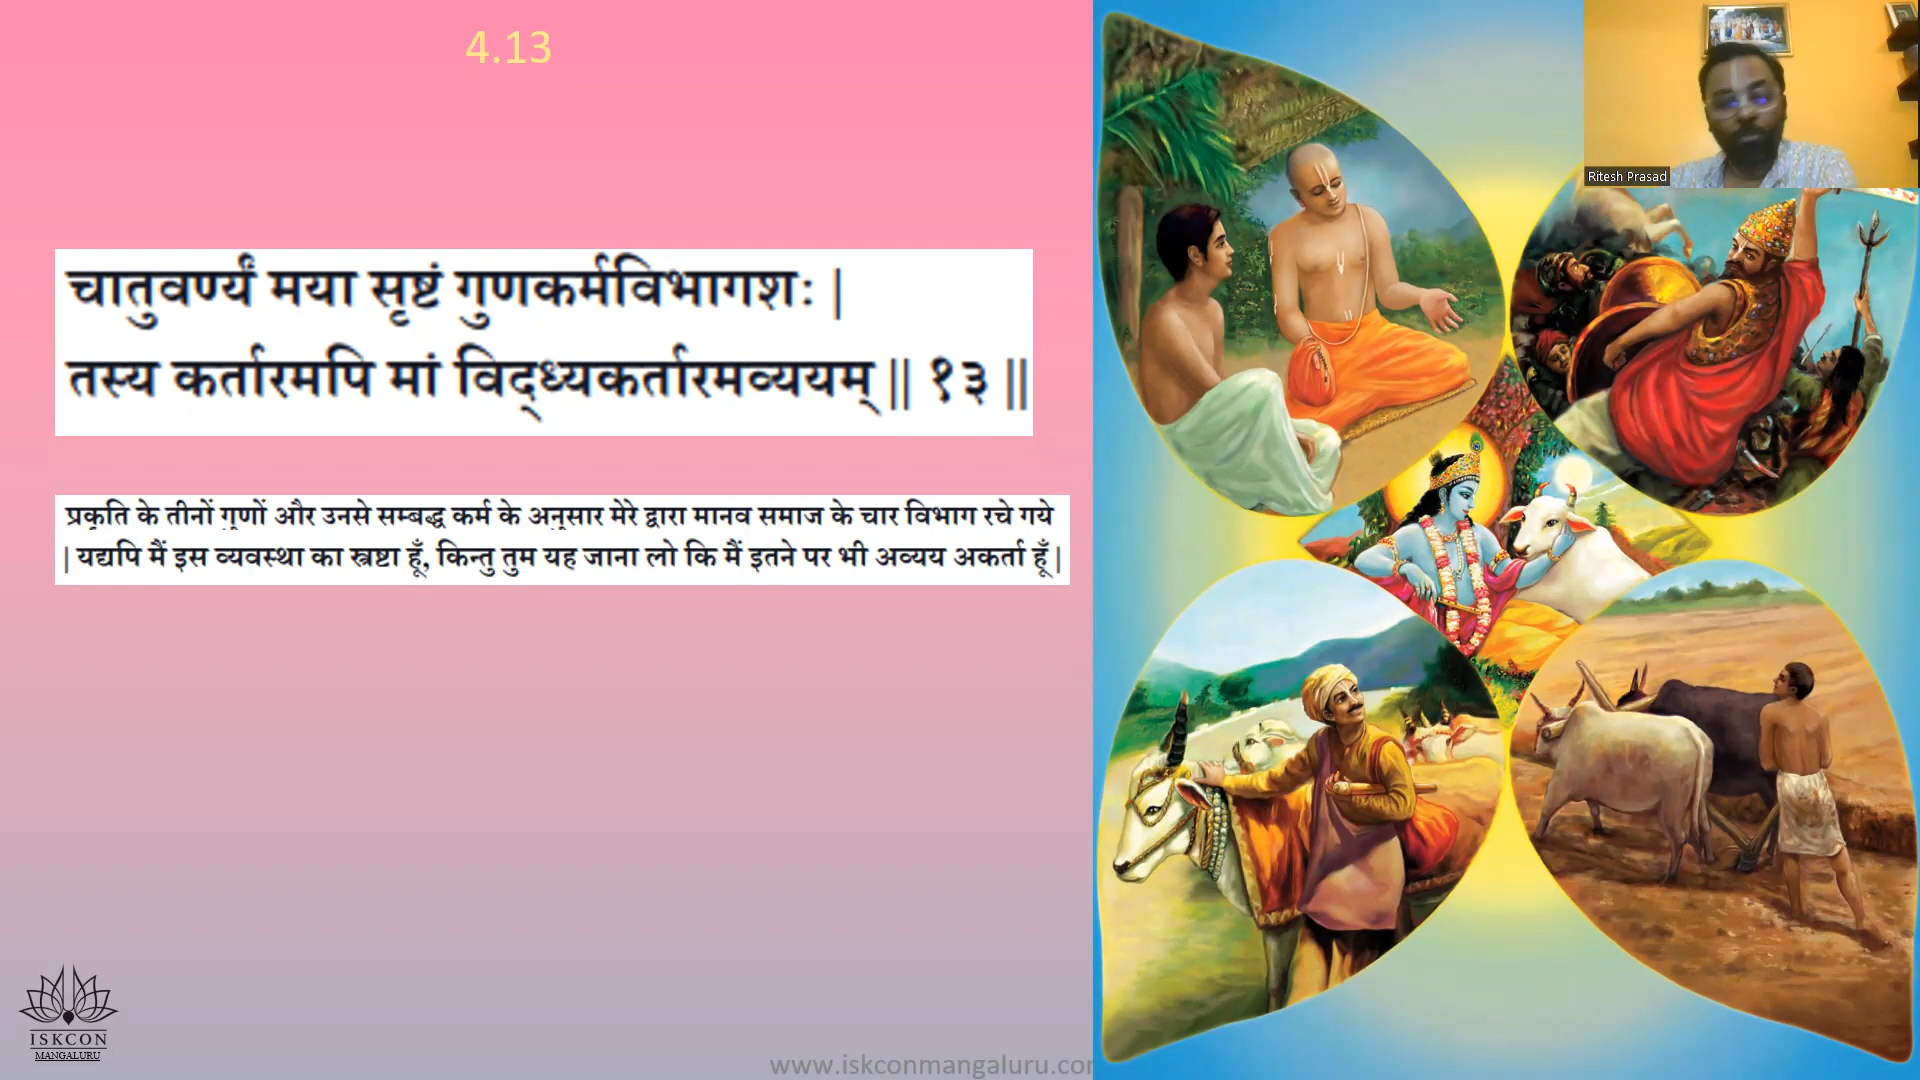 4.13
चातुर्वर्ण्यं मया सृष्टं गुणकर्मविभागशः |
तस्य कर्तारमपि मां विद्ध्यकर्तारमव्ययम् || १३ ||
प्रकृति के तीनों गुणों और उनसे सम्बद्ध कर्म के अनुसार मेरे द्वारा मानव समाज के चार विभाग रचे गये
| यद्यपि मैं इस व्यवस्था का स्त्रष्टा हूँ, किन्तु तुम यह जाना लो कि मैं इतने पर भी अव्यय अकर्ता हूँ |
Ritesh Prasad
ISKCON
MANGALURU
www.iskconmangaluru.com